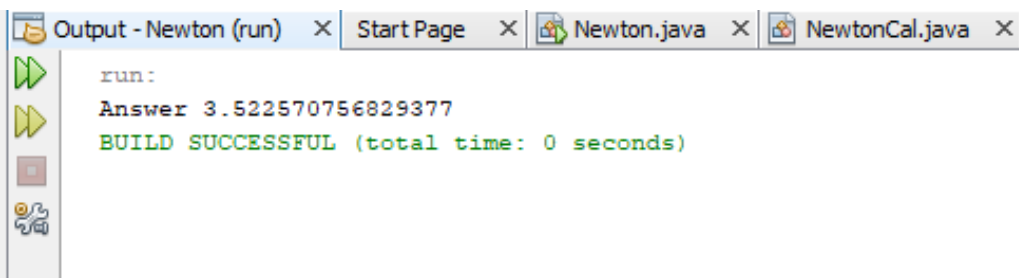 Output - Newton (run) Start Page Newton.java NewtonCal.java
run:
Answer 3.522570756829377
BUILD SUCCESSFUL (total time: 0 seconds)